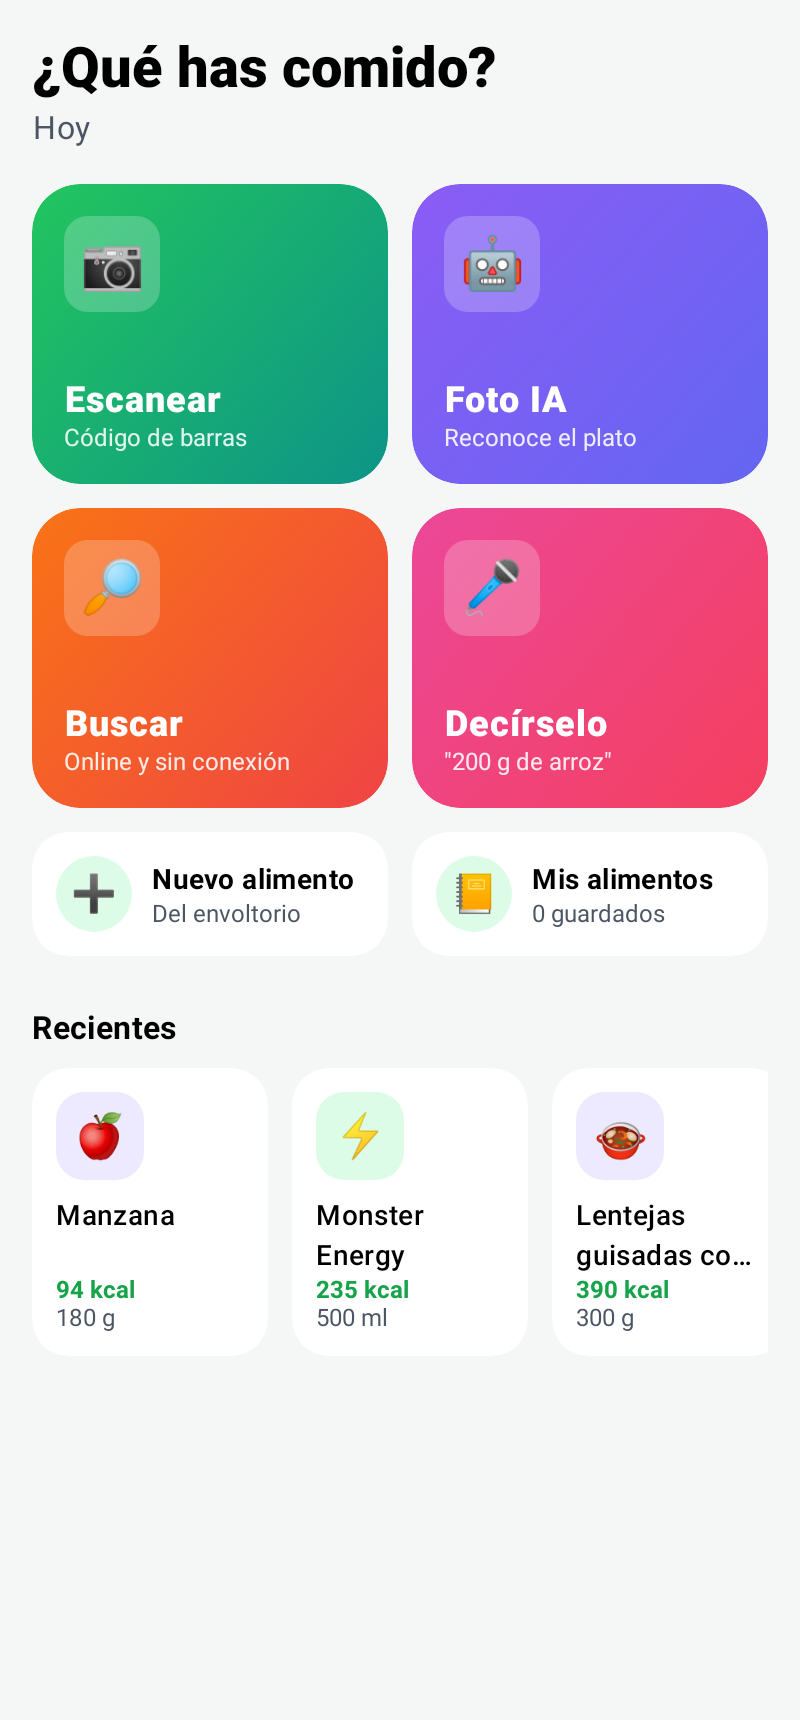 ¿Qué has comido?
Hoy
Escanear
Código de barras
Foto IA
Reconoce el plato
Buscar
Online y sin conexión
Decírselo
"200 g de arroz"
Nuevo alimento
Del envoltorio
Mis alimentos
0 guardados
Recientes
Manzana
94 kcal
180 g
Monster
Energy
235 kcal
500 ml
Lentejas
guisadas co…
390 kcal
300 g